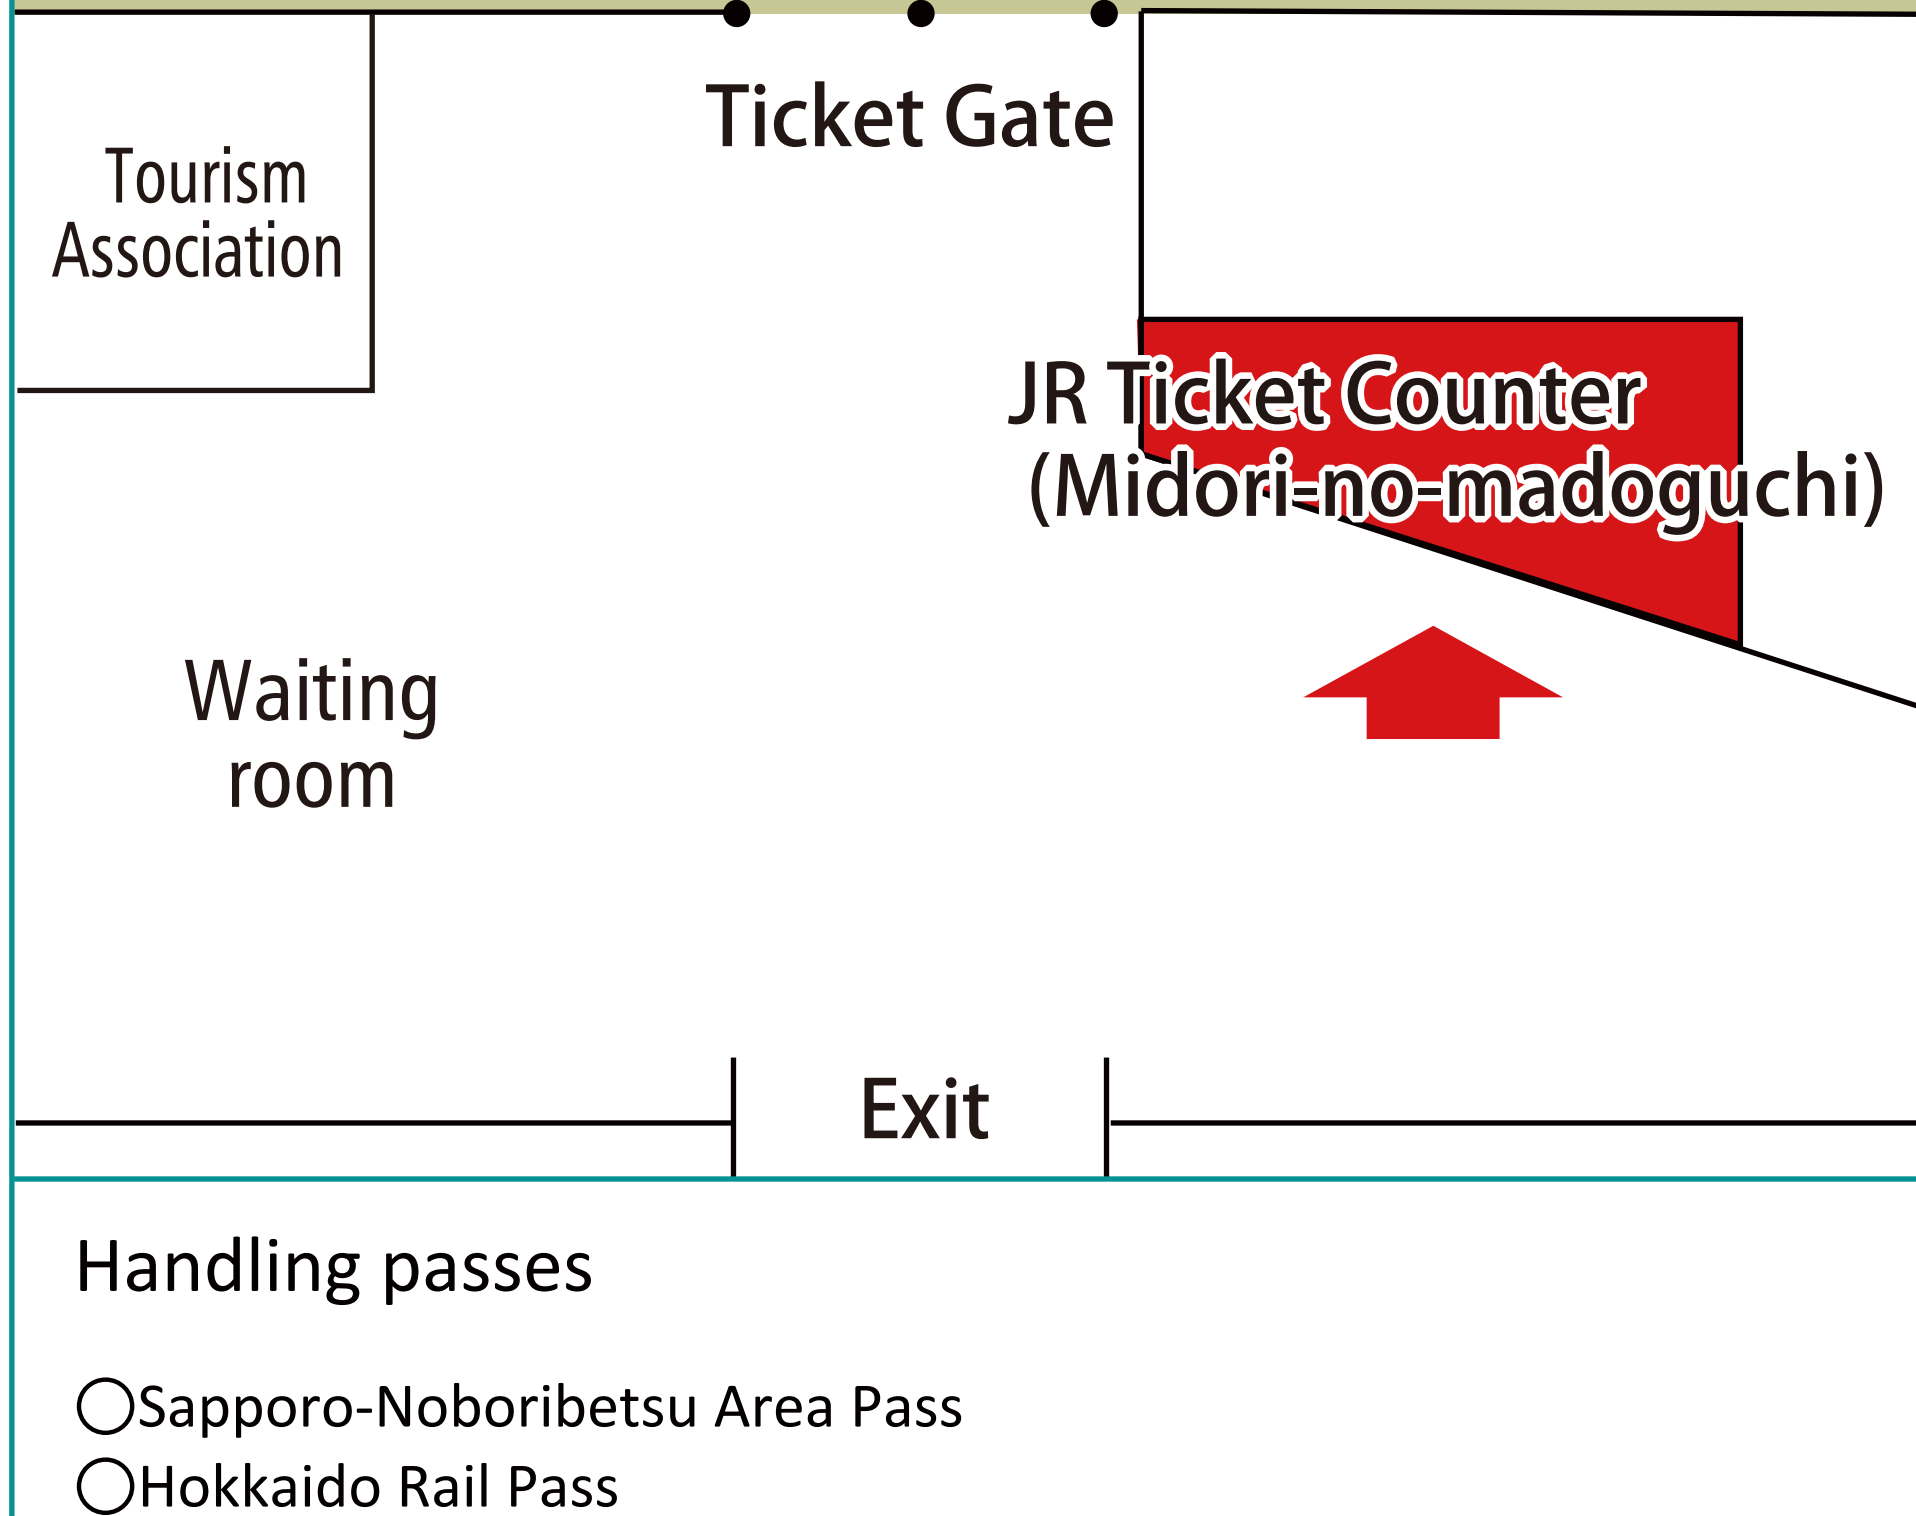 Ticket Gate
Tourism
Association
JR Ticket Counter
(Midori-no-madoguchi)
Waiting
room
Exit
Handling passes
◯Sapporo-Noboribetsu Area Pass
◯Hokkaido Rail Pass